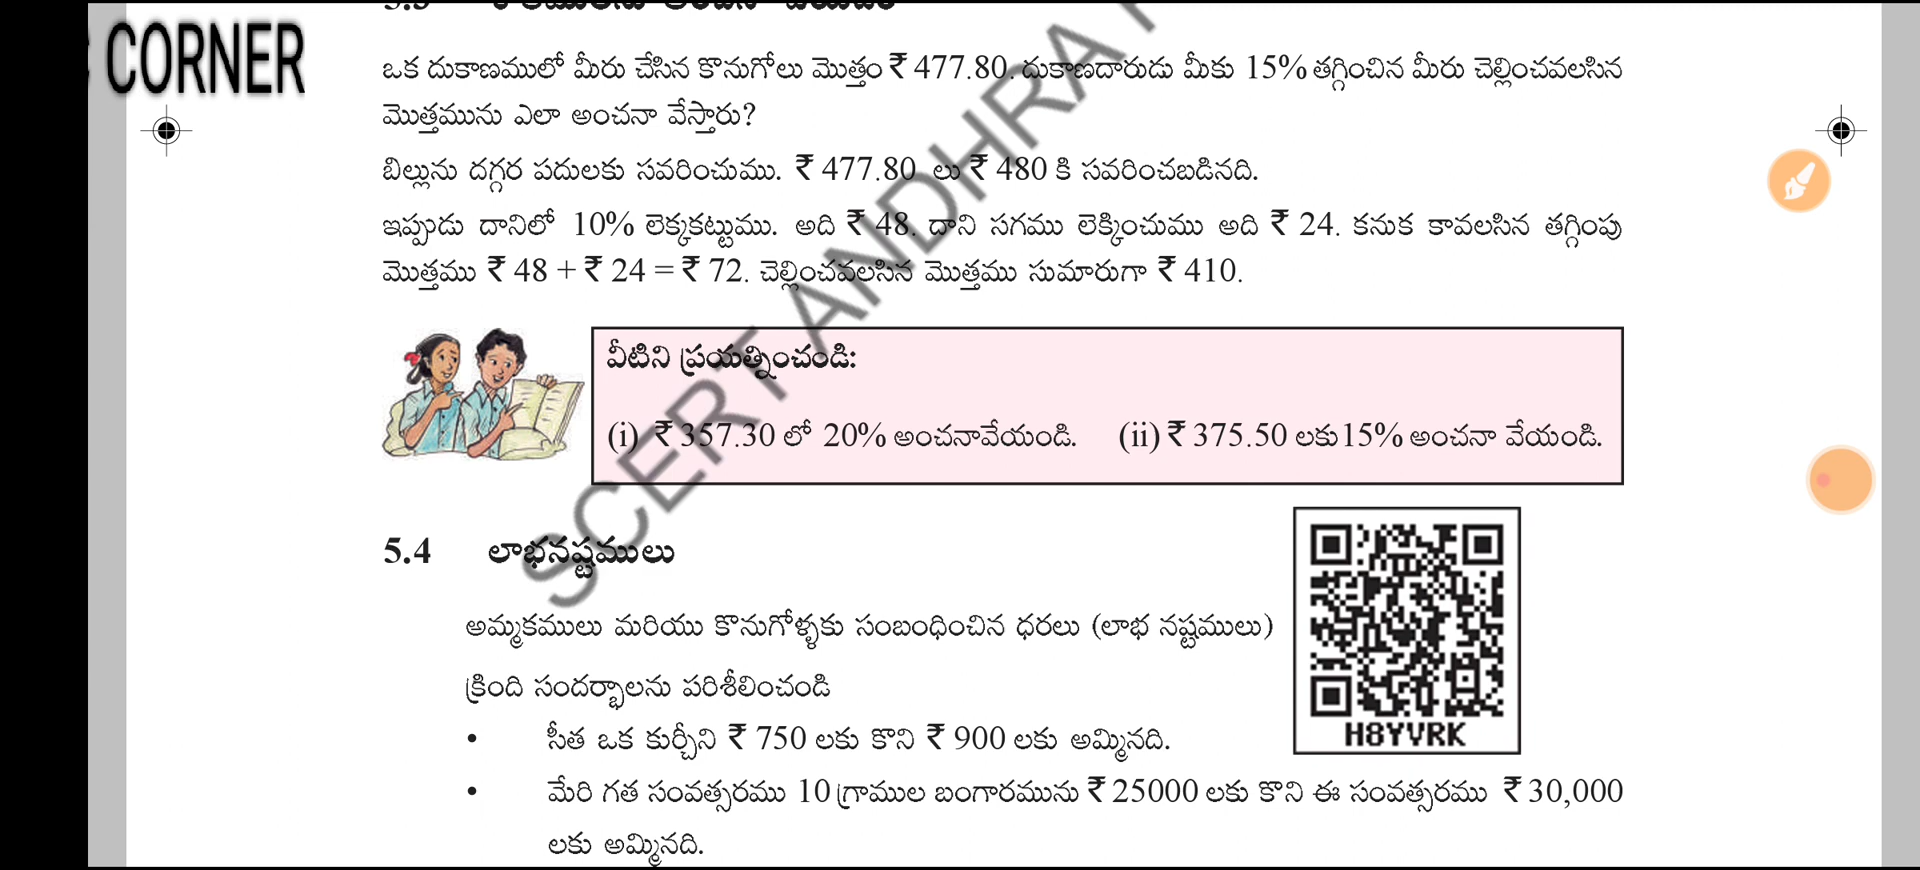 CORNER
ఒక దుకాణములో మీరు చేసిన కొనుగోలు మొత్తం ₹ 477.80. దుకాణదారుడు మీకు 15% తగ్గించిన మీరు చెల్లించవలసిన
మొత్తమును ఎలా అంచనా వేస్తారు?
బిల్లును దగ్గర పదులకు సవరించుము. ₹ 477.80 లు ₹ 480 కి సవరించబడినది.
ఇప్పుడు దానిలో 10% లెక్కకట్టుము. అది ₹ 48. దాని సగము లెక్కించుము అది ₹ 24. కనుక కావలసిన తగ్గింపు
మొత్తము ₹ 48 + ₹ 24 = ₹ 72. చెల్లించవలసిన మొత్తము సుమారుగా ₹ 410.
వీటిని ప్రయత్నించండి:
(i) ₹ 357.30 లో 20% అంచనావేయండి. (ii) ₹ 375.50 లకు 15% అంచనా వేయండి.
SCERT ANDHRA
5.4 లాభనష్టములు
అమ్మకములు మరియు కొనుగోళ్ళకు సంబంధించిన ధరలు (లాభ నష్టములు)
క్రింది సందర్భాలను పరిశీలించండి
• సీత ఒక కుర్చీని ₹ 750 లకు కొని ₹ 900 లకు అమ్మినది.
H8YVRK
• మేరి గత సంవత్సరము 10 గ్రాముల బంగారమును ₹ 25000 లకు కొని ఈ సంవత్సరము ₹ 30,000
లకు అమ్మినది.